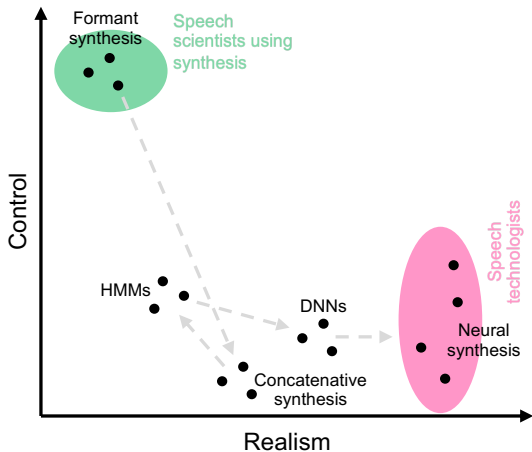 Formant
synthesis
Speech
scientists using
synthesis
Control
HMMs
DNNs
Concatenative
synthesis
Speech
technologists
Neural
synthesis
Realism